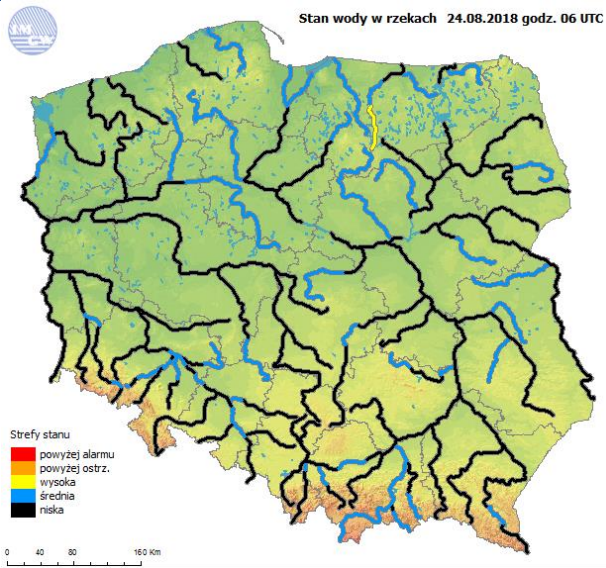 Stan wody w rzekach 24.08.2018 godz. 06 UTC
Strefy stanu
powyżej alarmu
powyżej ostrz.
wysoka
średnia
niska
0 40 80 160 Km